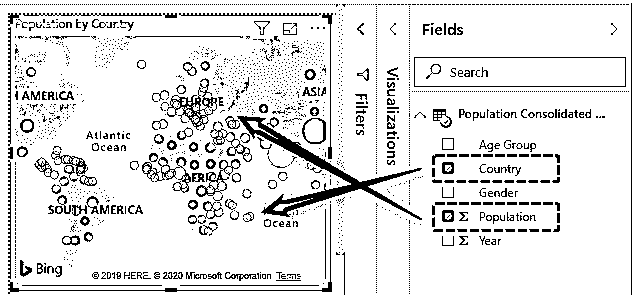 Population by Country
AMERICA
EUROPE
ASIA
Atlantic
Ocean
AFRICA
SOUTH AMERICA
Ocean
Bing
© 2019 HERE, © 2020 Microsoft Corporation Terms
Filters
Visualizations
Fields
Search
Population Consolidated ...
Age Group
Country
Gender
Σ Population
Σ Year